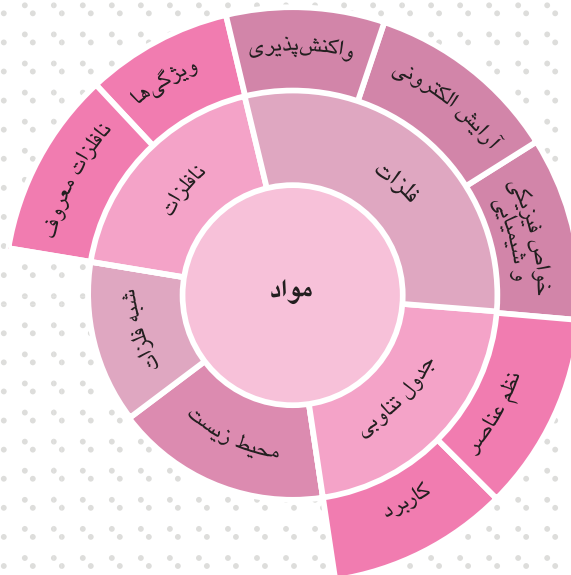 مواد
فلزات
واکنش‌پذیری
آرایش الکترونی
خواص فیزیکی
و شیمیایی
جدول تناوبی
نظم عناصر
کاربرد
محیط زیست
شبه فلزات
نافلزات
نافلزات معروف
ویژگی‌ها